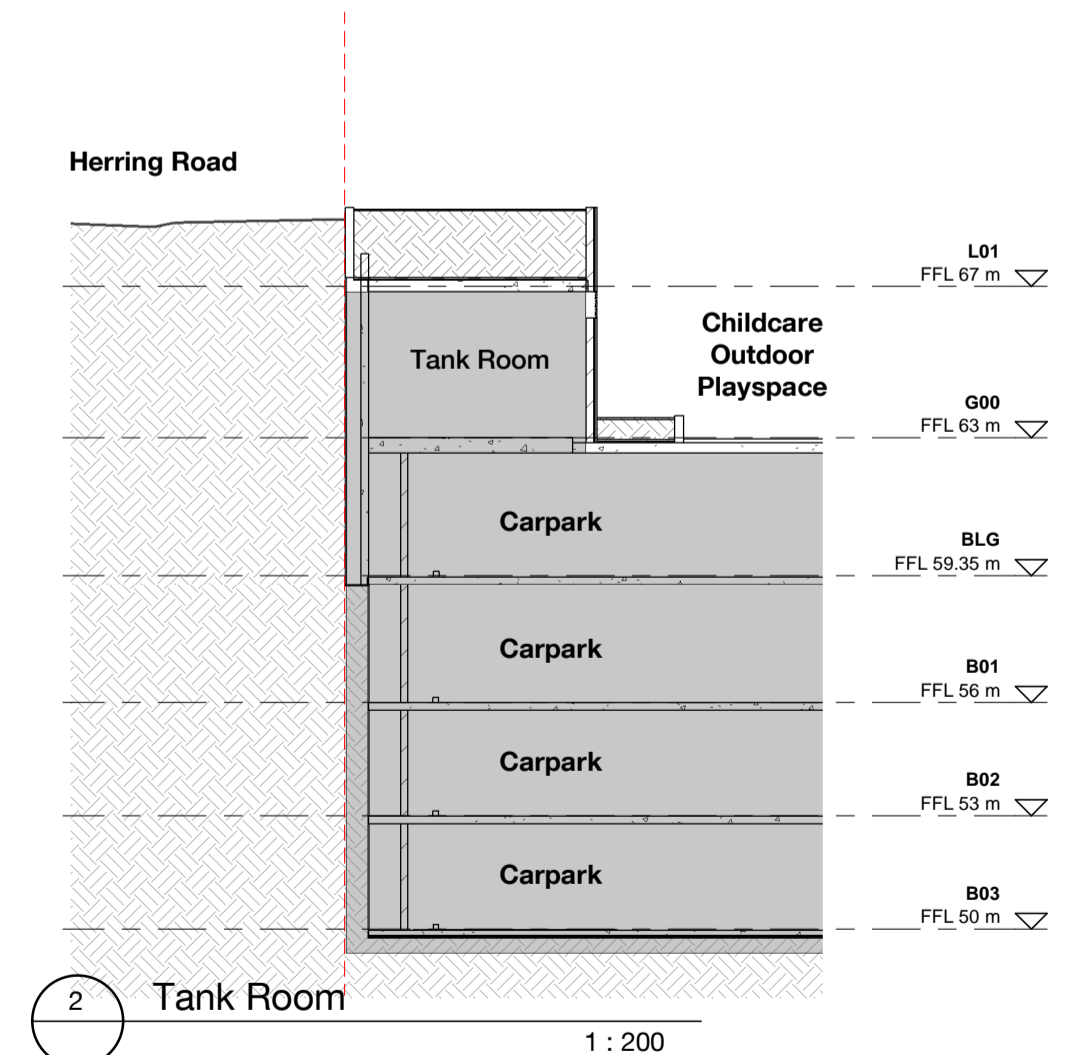 Herring Road
L01
FFL 67 m
Childcare
Outdoor
Playspace
Tank Room
G00
FFL 63 m
Carpark
BLG
FFL 59.35 m
Carpark
B01
FFL 56 m
Carpark
B02
FFL 53 m
Carpark
B03
FFL 50 m
2
Tank Room
1 : 200